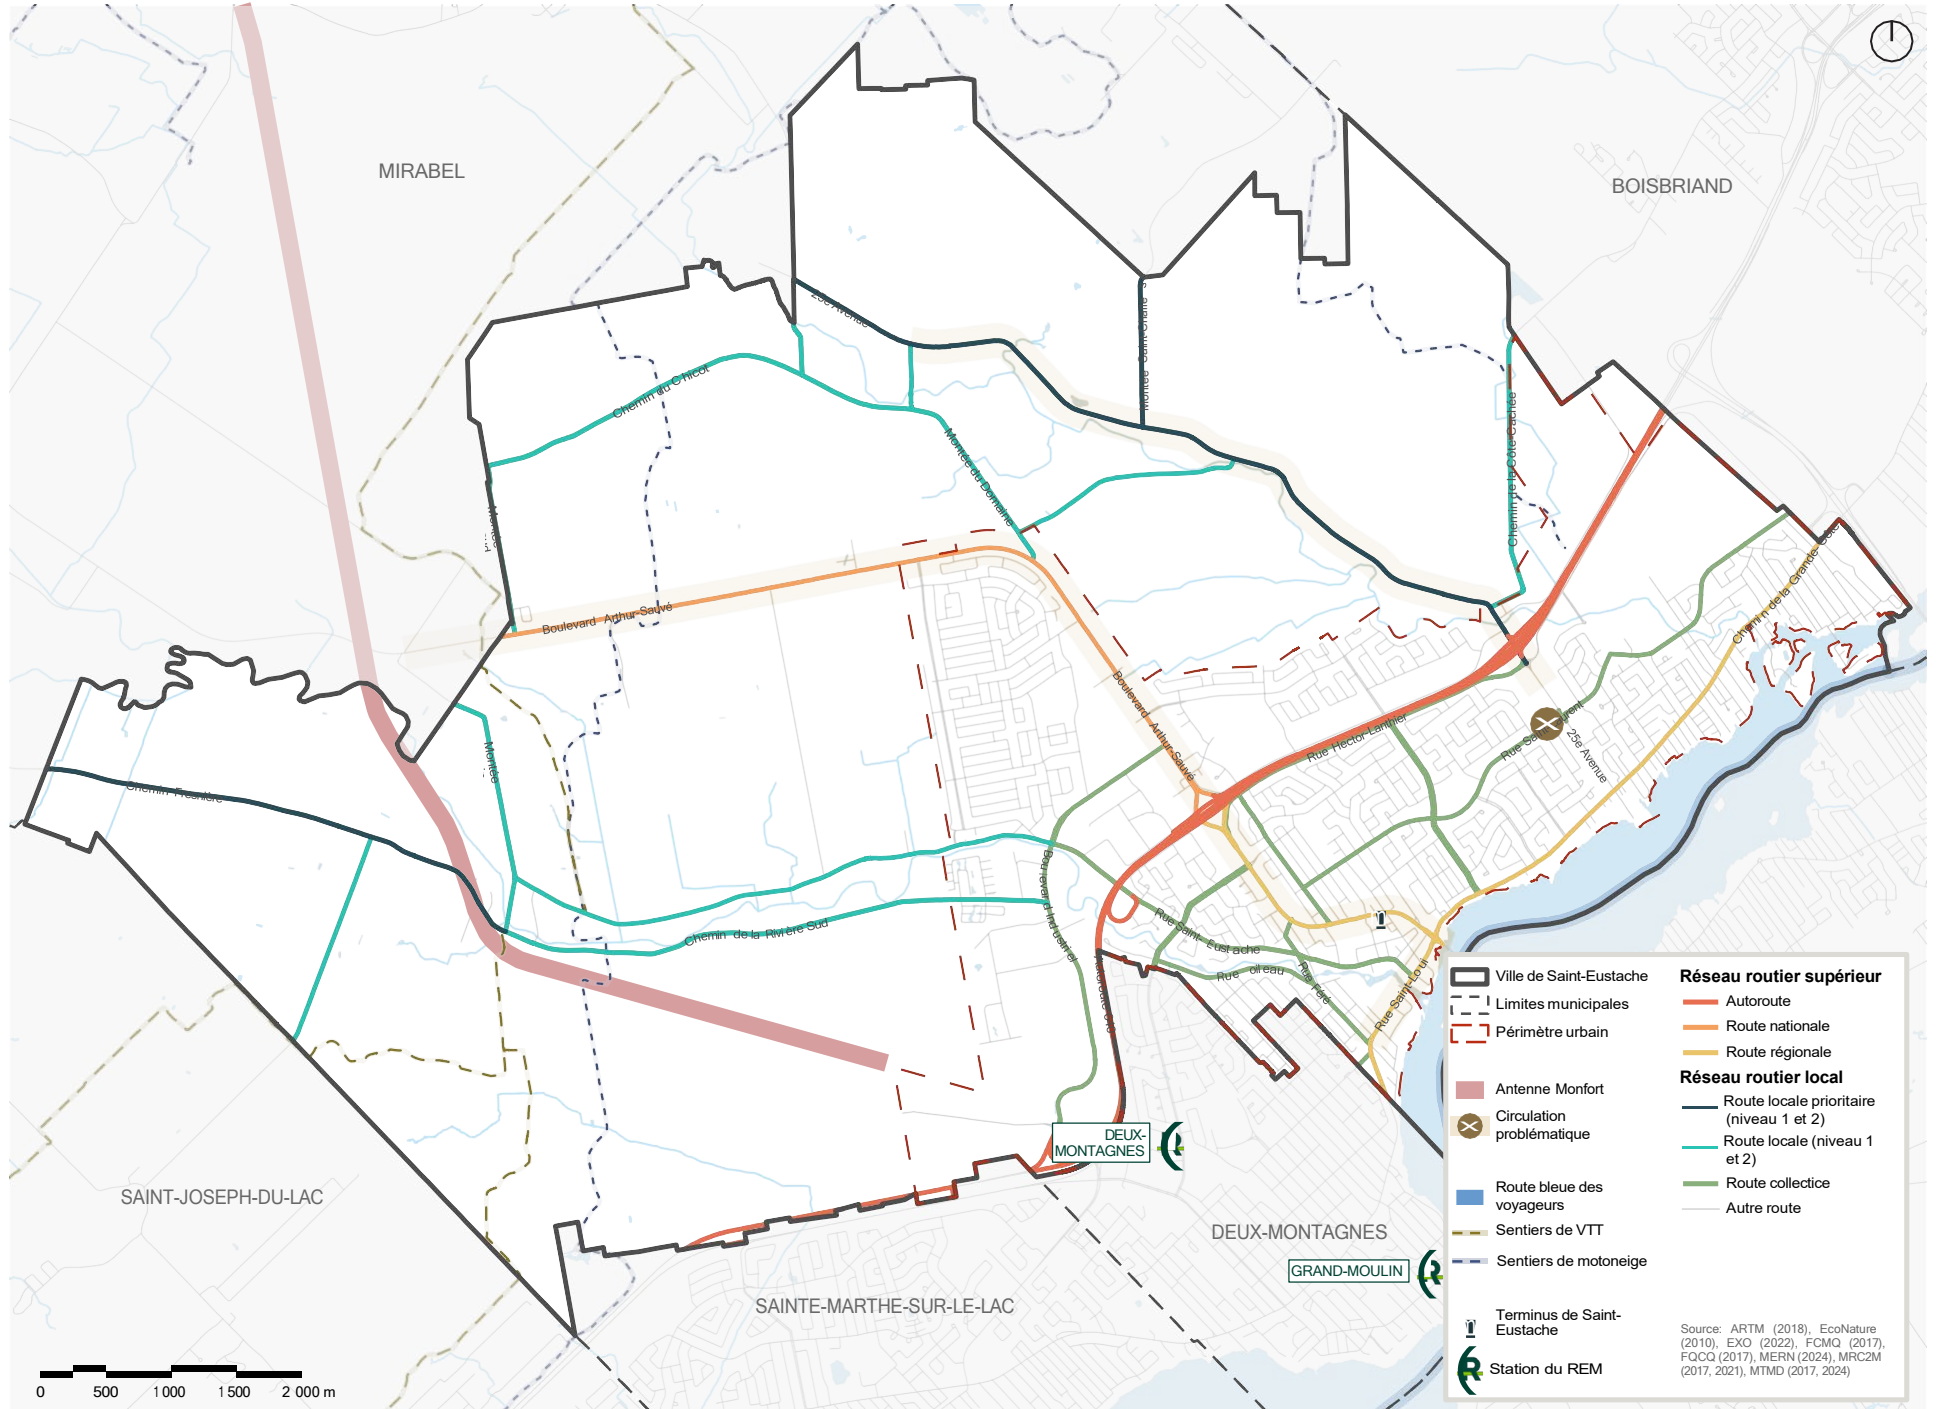 MIRABEL
BOISBRIAND
25e Avenue
Chemin du Chicot
Montée du Domaine
Chemin de la Côte-Cachée
Montée
Boulevard Arthur-Sauvé
Chemin de la Grande-Côte
Boulevard Arthur-Sauvé
Rue Hector-Lanthier
25e Avenue
Montée
Chemin Fresnière
Boulevard Industriel
Chemin de la Rivière Sud
Rue Saint-Eustache
Rue Féré
DEUX-
MONTAGNES
SAINT-JOSEPH-DU-LAC
DEUX-MONTAGNES
GRAND-MOULIN
SAINTE-MARTHE-SUR-LE-LAC
0 500 1 000 1 500 2 000 m
Ville de Saint-Eustache
Limites municipales
Périmètre urbain
Antenne Monfort
Circulation
problématique
Route bleue des
voyageurs
Sentiers de VTT
Sentiers de motoneige
Terminus de Saint-
Eustache
Station du REM
Réseau routier supérieur
Autoroute
Route nationale
Route régionale
Réseau routier local
Route locale prioritaire
(niveau 1 et 2)
Route locale (niveau 1
et 2)
Route collectice
Autre route
Source: ARTM (2018), EcoNature
(2010), EXO (2022), FCMQ (2017),
FQCQ (2017), MERN (2024), MRC2M
(2017, 2021), MTMD (2017, 2024)